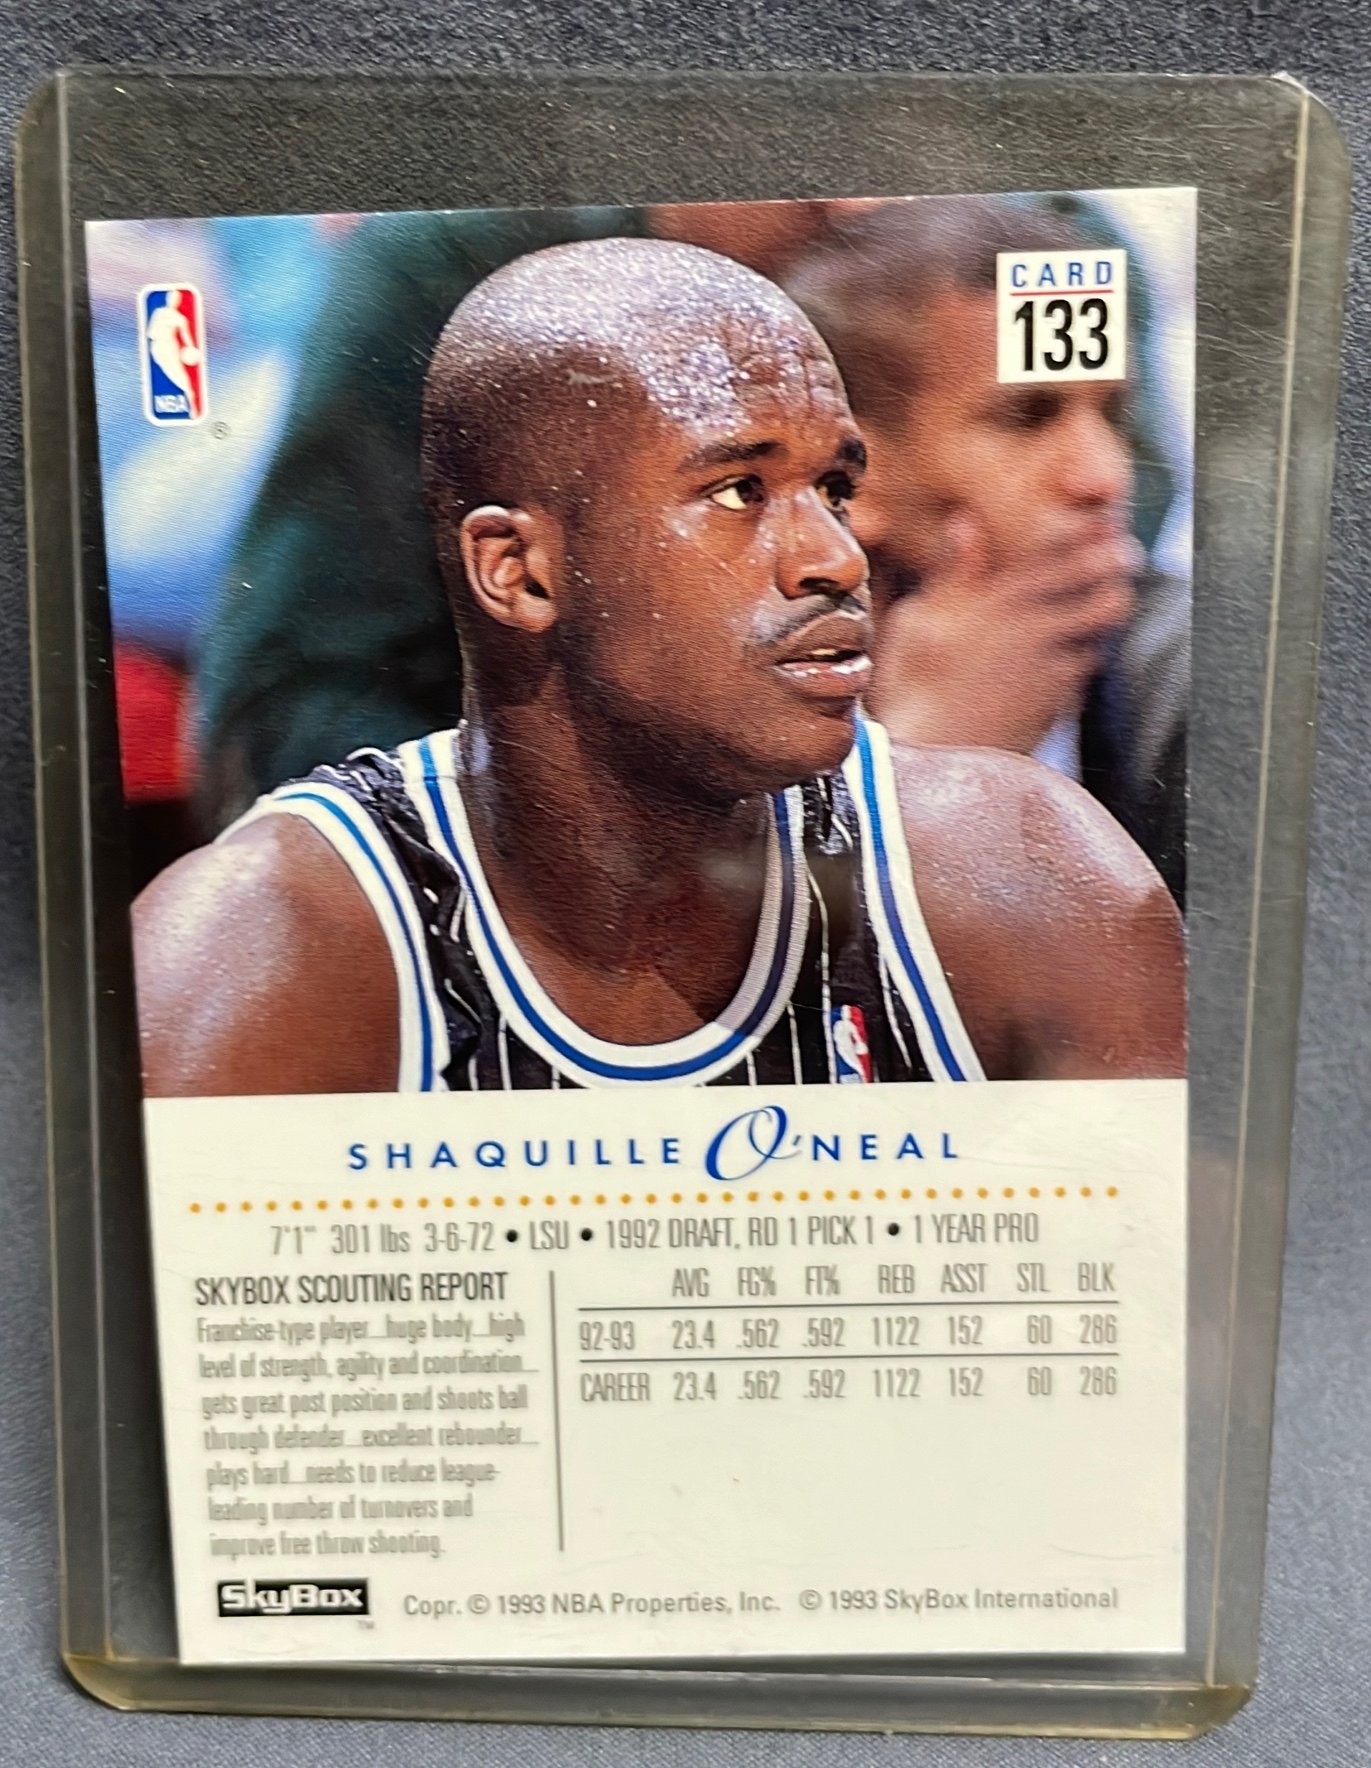 CARD
133
NBA
®
SHAQUILLE O'NEAL
7'1" 301 lbs 3-6-72 • LSU • 1992 DRAFT, RD 1 PICK 1 • 1 YEAR PRO
SKYBOX SCOUTING REPORT
Franchise-type player...huge body...high
level of strength, agility and coordination...
gets great post position and shoots ball
through defender...excellent rebounder...
plays hard...needs to reduce league-
leading number of turnovers and
improve free throw shooting.
AVG FG% FT% REB ASST STL BLK
92-93 23.4 .562 .592 1122 152 60 286
CAREER 23.4 .562 .592 1122 152 60 286
SkyBox™
Copr. © 1993 NBA Properties, Inc. © 1993 SkyBox International